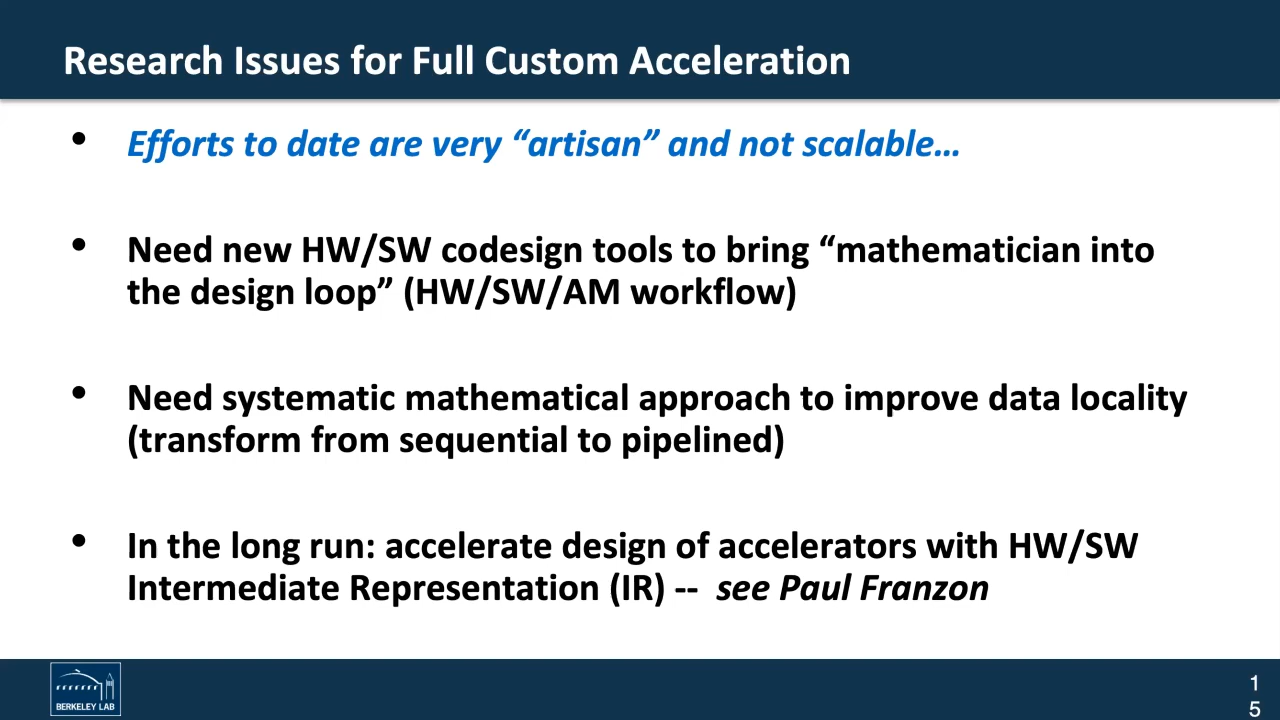 Research Issues for Full Custom Acceleration
• Efforts to date are very “artisan” and not scalable…
• Need new HW/SW codesign tools to bring “mathematician into
the design loop” (HW/SW/AM workflow)
• Need systematic mathematical approach to improve data locality
(transform from sequential to pipelined)
• In the long run: accelerate design of accelerators with HW/SW
Intermediate Representation (IR) -- see Paul Franzon
BERKELEY LAB
1
5